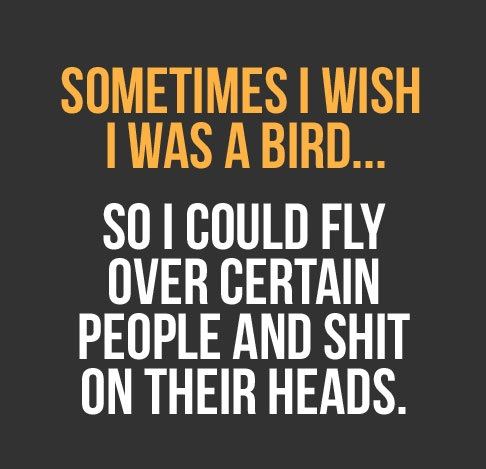 SOMETIMES I WISH
I WAS A BIRD...
SO I COULD FLY
OVER CERTAIN
PEOPLE AND SHIT
ON THEIR HEADS.